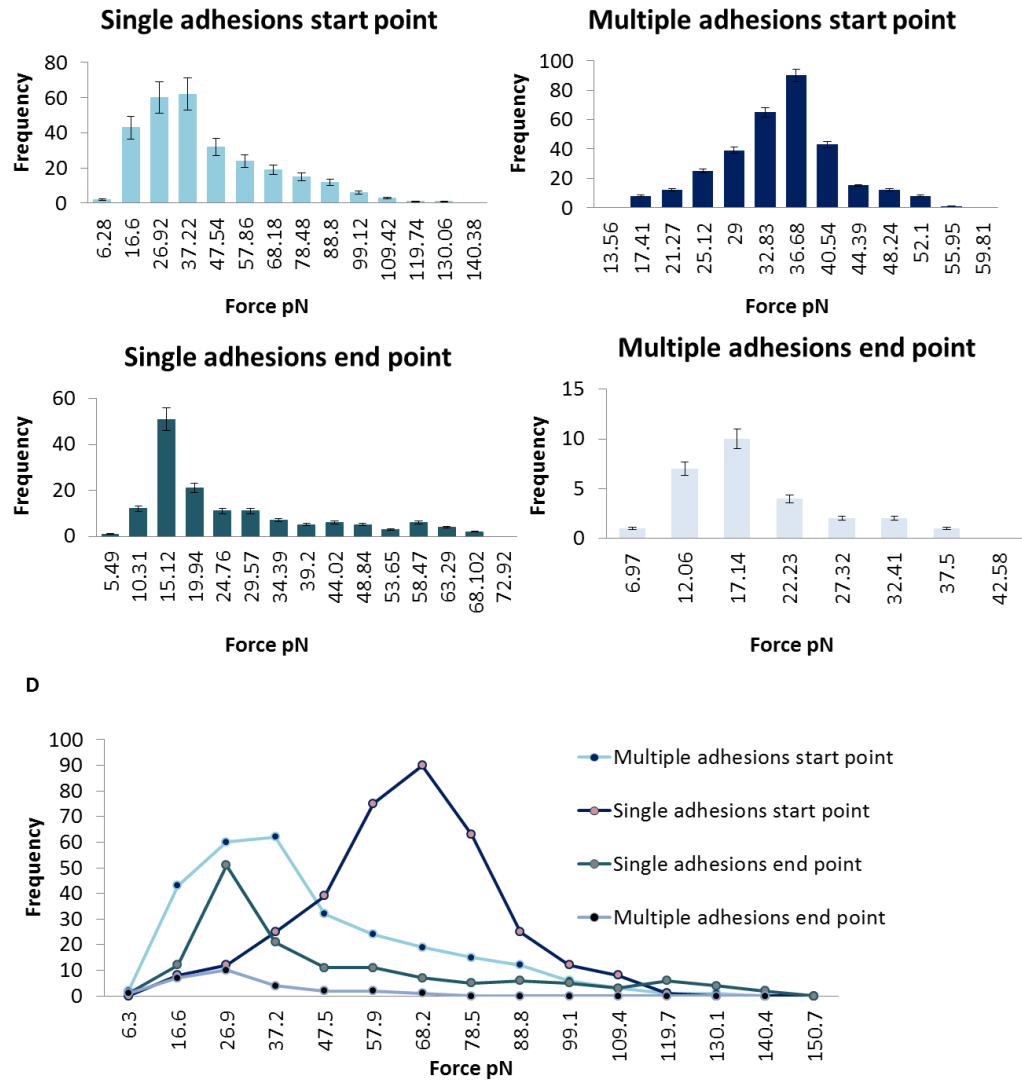 Single adhesions start point
80
60
40
20
0
Frequency
6.28 16.6 26.92 37.22 47.54 57.86 68.18 78.48 88.8 99.12 109.42 119.74 130.06 140.38
Force pN
Multiple adhesions start point
100
80
60
40
20
0
Frequency
13.56 17.41 21.27 25.12 29 32.83 36.68 40.54 44.39 48.24 52.1 55.95 59.81
Force pN
Single adhesions end point
60
40
20
0
Frequency
5.49 10.31 15.12 19.94 24.76 29.57 34.39 39.2 44.02 48.84 53.65 58.47 63.29 68.102 72.92
Force pN
Multiple adhesions end point
15
10
5
0
Frequency
6.97 12.06 17.14 22.23 27.32 32.41 37.5 42.58
Force pN
D
100
90
80
70
60
50
40
30
20
10
0
Frequency
6.3 16.6 26.9 37.2 47.5 57.9 68.2 78.5 88.8 99.1 109.4 119.7 130.1 140.4 150.7
Force pN
Multiple adhesions start point
Single adhesions start point
Single adhesions end point
Multiple adhesions end point